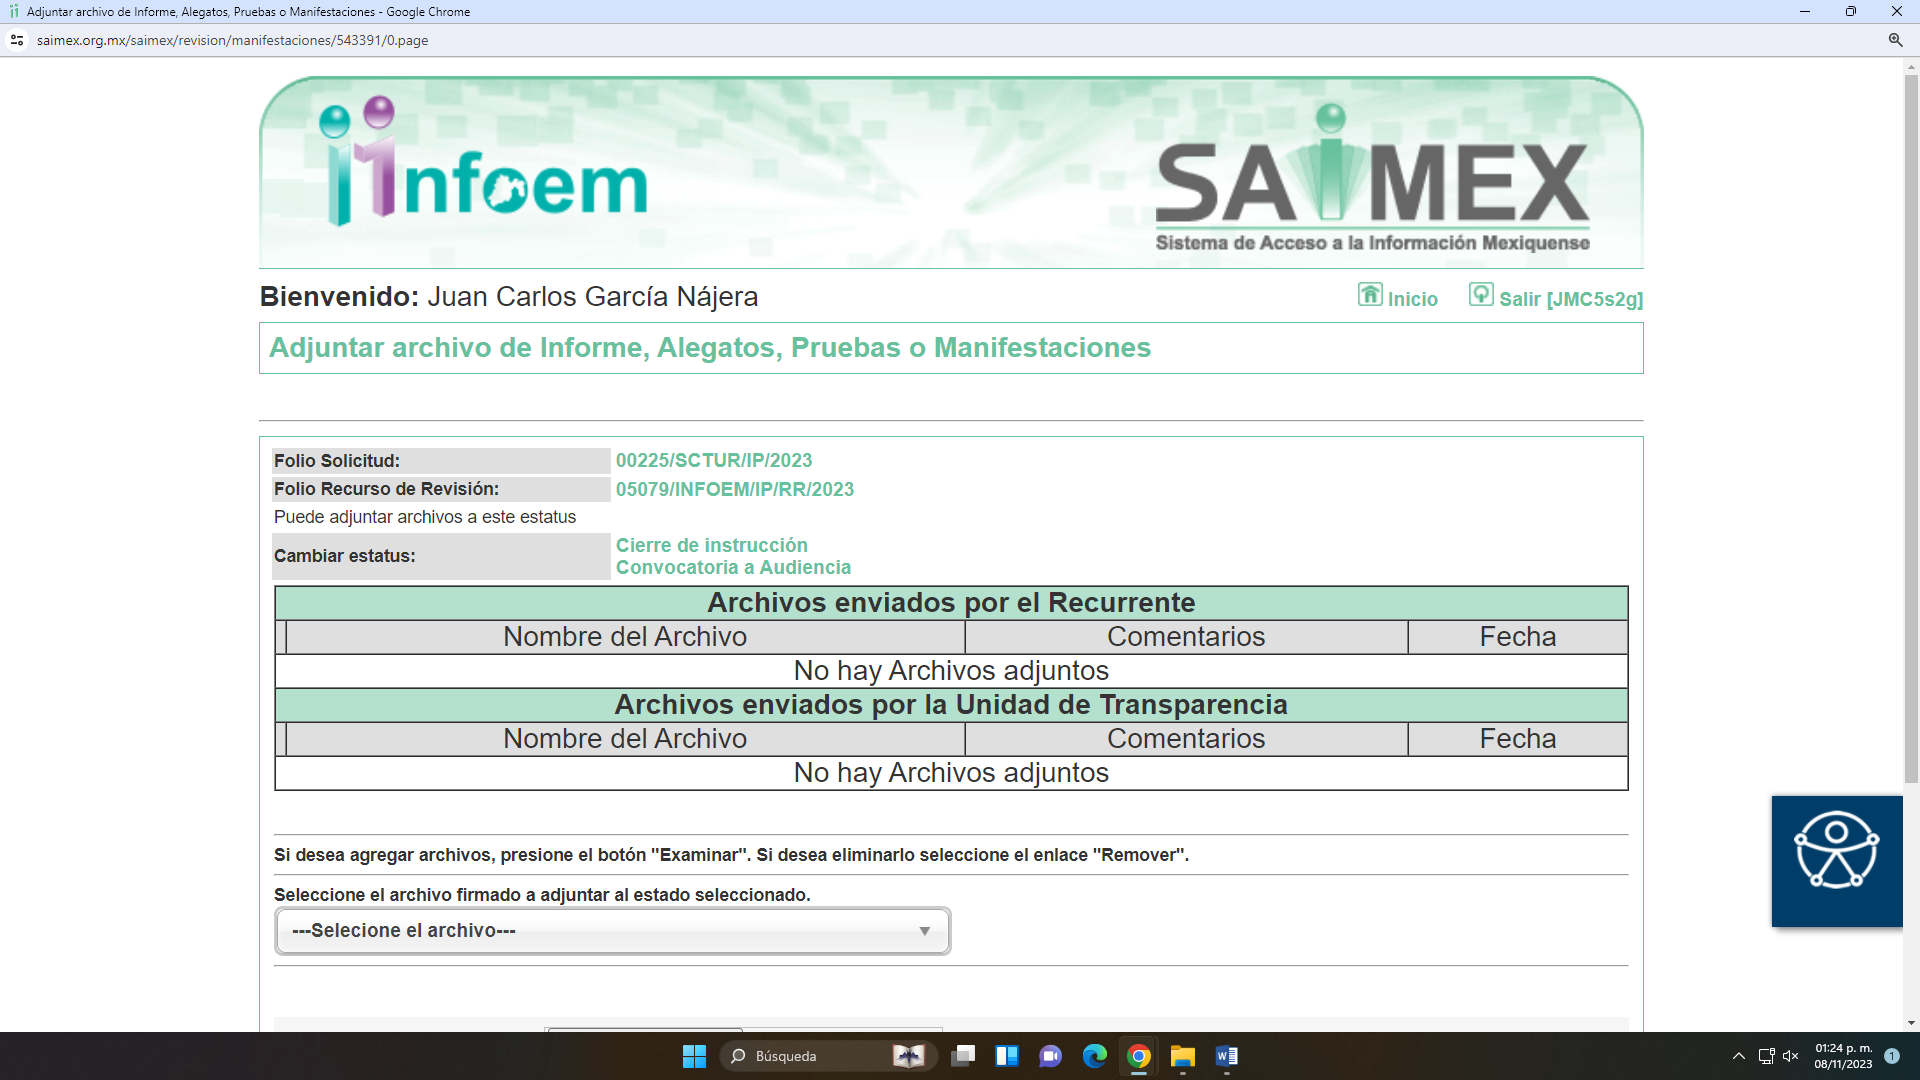 Adjuntar archivo de Informe, Alegatos, Pruebas o Manifestaciones - Google Chrome
saimex.org.mx/saimex/revision/manifestaciones/543391/0.page
infoem
SAIMEX
Sistema de Acceso a la Información Mexiquense
Bienvenido: Juan Carlos García Nájera
Inicio
Salir [JMC5s2g]
Adjuntar archivo de Informe, Alegatos, Pruebas o Manifestaciones
Folio Solicitud: 00225/SCTUR/IP/2023
Folio Recurso de Revisión: 05079/INFOEM/IP/RR/2023
Puede adjuntar archivos a este estatus
Cambiar estatus: Cierre de instrucción
Convocatoria a Audiencia
Archivos enviados por el Recurrente
Nombre del Archivo Comentarios Fecha
No hay Archivos adjuntos
Archivos enviados por la Unidad de Transparencia
Nombre del Archivo Comentarios Fecha
No hay Archivos adjuntos
Si desea agregar archivos, presione el botón "Examinar". Si desea eliminarlo seleccione el enlace "Remover".
Seleccione el archivo firmado a adjuntar al estado seleccionado.
---Selecione el archivo---
Búsqueda
01:24 p. m.
08/11/2023
1